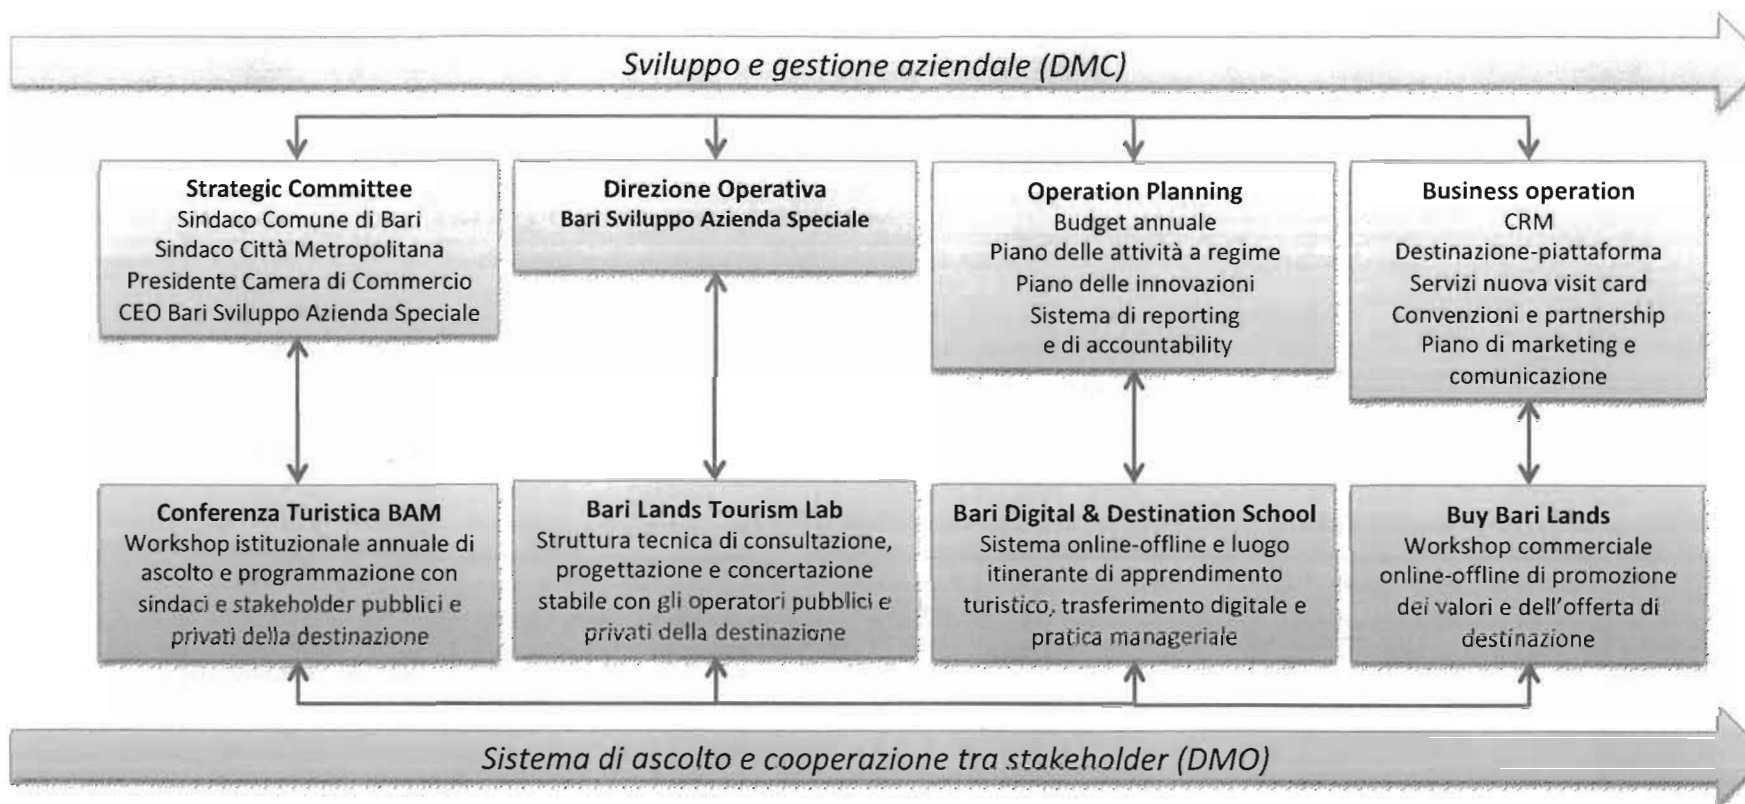 Sviluppo e gestione aziendale (DMC)
Strategic Committee
Sindaco Comune di Bari
Sindaco Città Metropolitana
Presidente Camera di Commercio
CEO Bari Sviluppo Azienda Speciale
Direzione Operativa
Bari Sviluppo Azienda Speciale
Operation Planning
Budget annuale
Piano delle attività a regime
Piano delle innovazioni
Sistema di reporting
e di accountability
Business operation
CRM
Destinazione-piattaforma
Servizi nuova visit card
Convenzioni e partnership
Piano di marketing e
comunicazione
Conferenza Turistica BAM
Workshop istituzionale annuale di
ascolto e programmazione con
sindaci e stakeholder pubblici e
privati della destinazione
Bari Lands Tourism Lab
Struttura tecnica di consultazione,
progettazione e concertazione
stabile con gli operatori pubblici e
privati della destinazione
Bari Digital & Destination School
Sistema online-offline e luogo
itinerante di apprendimento
turistico, trasferimento digitale e
pratica manageriale
Buy Bari Lands
Workshop commerciale
online-offline di promozione
dei valori e dell'offerta di
destinazione
Sistema di ascolto e cooperazione tra stakeholder (DMO)